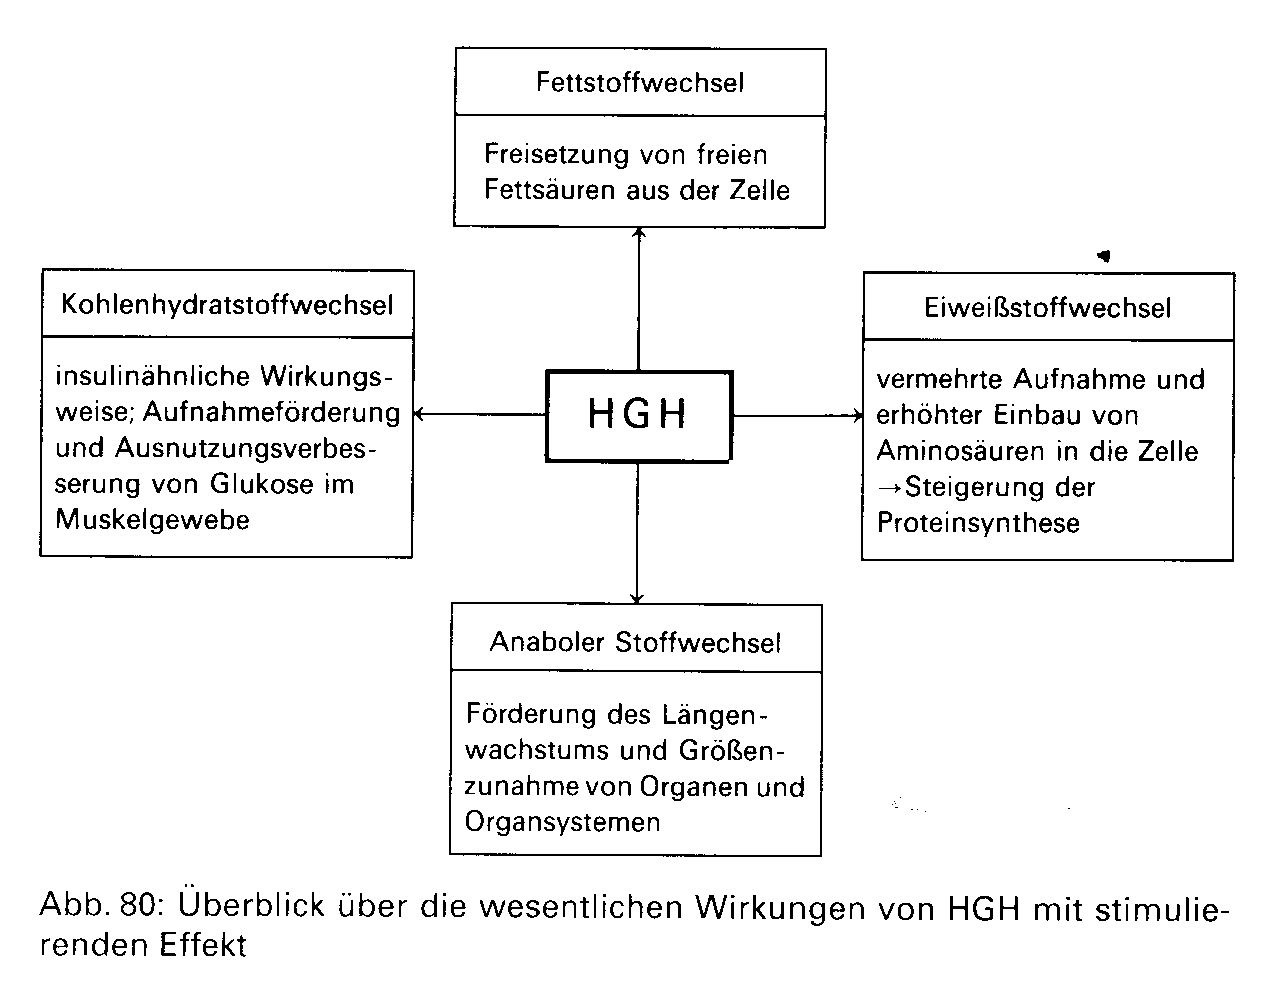 Fettstoffwechsel
Freisetzung von freien
Fettsäuren aus der Zelle
Kohlenhydratstoffwechsel
insulinähnliche Wirkungs-
weise; Aufnahmeförderung
und Ausnutzungsverbes-
serung von Glukose im
Muskelgewebe
HGH
Eiweißstoffwechsel
vermehrte Aufnahme und
erhöhter Einbau von
Aminosäuren in die Zelle
→Steigerung der
Proteinsynthese
Anaboler Stoffwechsel
Förderung des Längen-
wachstums und Größen-
zunahme von Organen und
Organsystemen
Abb. 80: Überblick über die wesentlichen Wirkungen von HGH mit stimulie-
renden Effekt